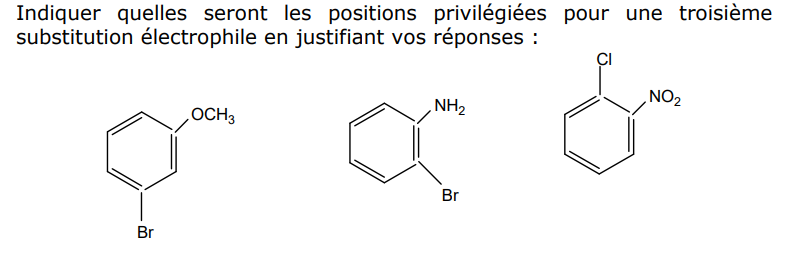 Indiquer quelles seront les positions privilégiées pour une troisième
substitution électrophile en justifiant vos réponses :
Cl
OCH3
NH2
NO2
Br
Br